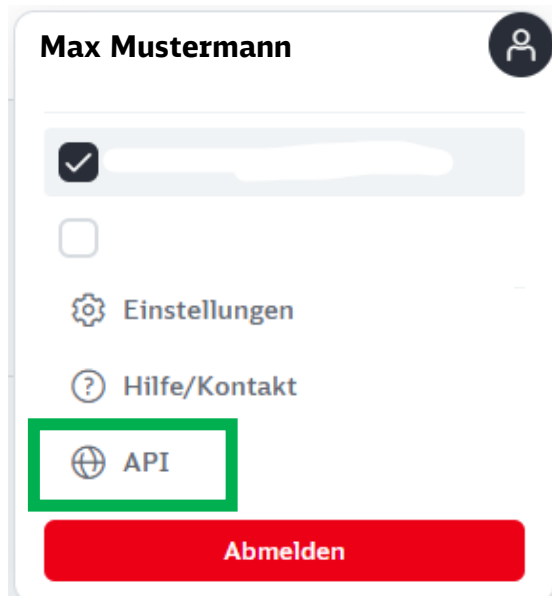 Max Mustermann
Einstellungen
Hilfe/Kontakt
API
Abmelden